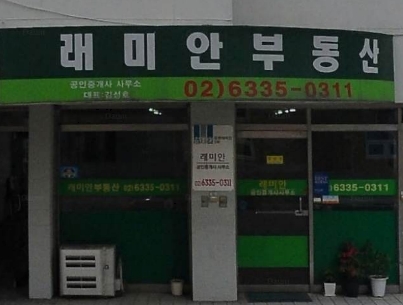 래미안부동산
공인중개사 사무소
대표:김성호
02)6335-0311
래미안부동산 02)6335-0311
래미안
공인중개사 사무소
02)6335-0311
래미안
공인중개사사무소
6335-0311